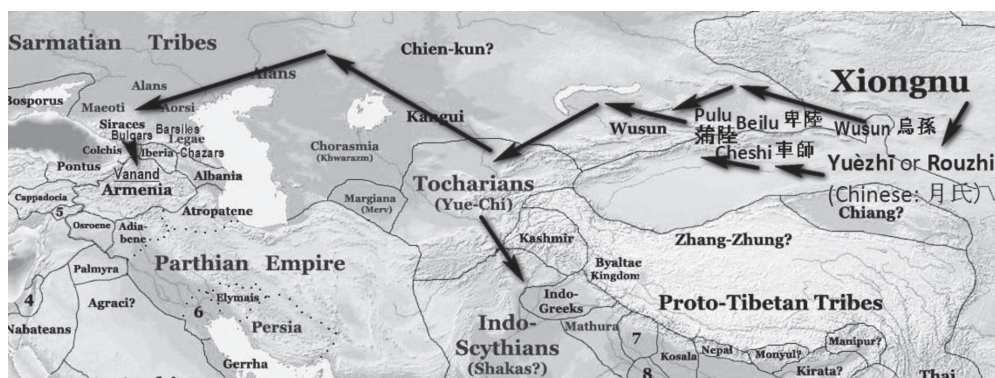 Sarmatian Tribes
Chien-kun?
Alans
Alans
Xiongnu
Bosporus
Maeoti
Aorsi
Siraces
Kangui
Pulu
蒲陸
Beilu 卑陸
Wusun
Wusun 烏孫
Bulgars
Barsiles
Legae
Colchis
Iberia
Chazars
Chorasmia
(Khwarazm)
Cheshi 車師
Yuèzhī or Rouzhi
(Chinese: 月氏)
Pontus
Vanand
Armenia
Albania
Tocharians
(Yue-Chi)
Margiana
(Merv)
Cappadocia
5
Atropatene
Chiang?
Osroene
Adia-
bene
Kashmir
Zhang-Zhung?
Palmyra
Parthian Empire
Byaltae
Kingdom
4
Agraci?
Elymais
6
Indo-
Greeks
Proto-Tibetan Tribes
Nabateans
Persia
Indo-
Scythians
(Shakas?)
Mathura
7
Manipur?
Gerrha
Kosala
Nepal
Monyul?
8
Kirata?
Thai